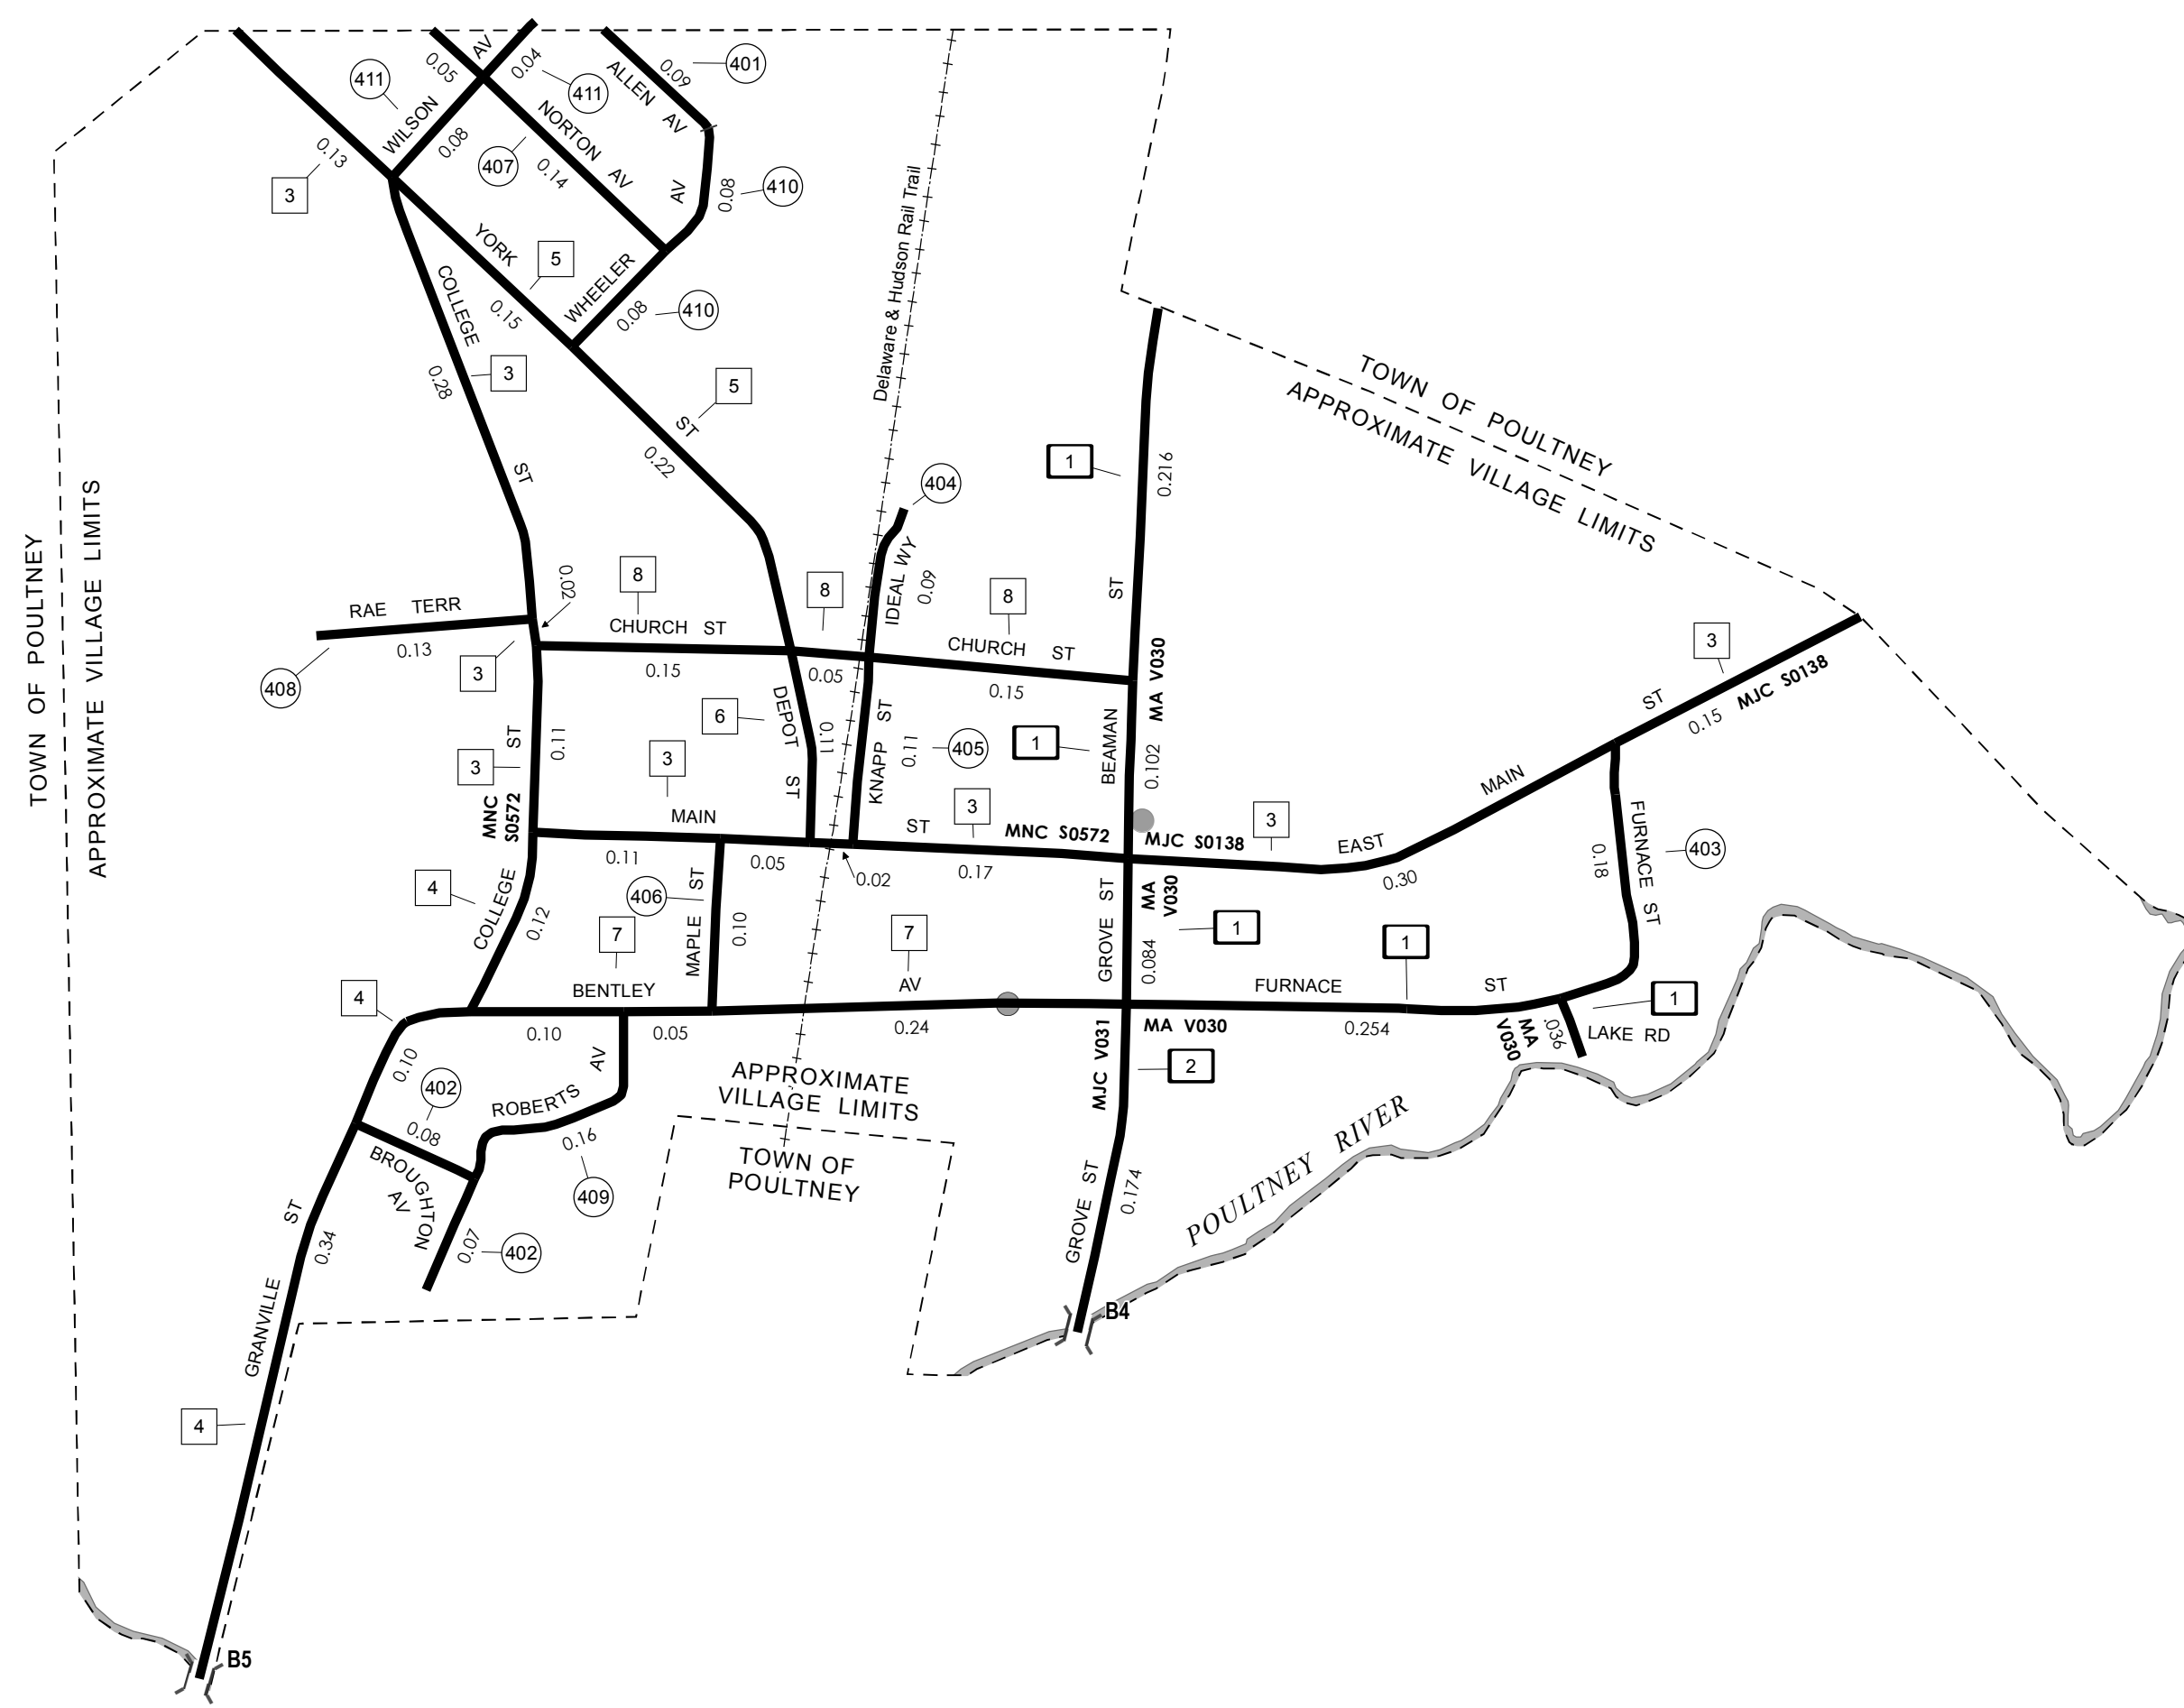 AV
0.05
0.04
411
411
WILSON
0.08
0.13
3
407
NORTON AV
0.14
ALLEN AV
0.09
401
AV
0.08
410
WHEELER
0.08
410
YORK
5
0.15
ST
5
0.22
COLLEGE
0.28
3
ST
Delaware & Hudson Rail Trail
404
IDEAL WY
0.09
1
0.216
ST
TOWN OF POULTNEY
APPROXIMATE VILLAGE LIMITS
TOWN OF POULTNEY
APPROXIMATE VILLAGE LIMITS
RAE TERR
0.13
408
0.02
3
8
CHURCH ST
0.15
8
0.05
8
CHURCH ST
0.15
MA V030
BEAMAN
1
0.102
6
DEPOT ST
0.11
KNAPP ST
0.11
405
3
ST
0.11
MNC
S0572
3
MAIN
0.11
0.05
0.02
3
ST
0.17
MNC S0572
MJC S0138
3
EAST
0.30
MAIN
ST
3
0.15
MJC S0138
FURNACE ST
0.18
403
4
COLLEGE
0.12
406
MAPLE ST
0.10
7
BENTLEY
0.10
0.05
7
AV
0.24
GROVE ST
0.084
MA
V030
1
1
FURNACE ST
0.254
MA V030
MA
V030
.036
LAKE RD
1
4
0.10
402
0.08
BROUGHTON
AV
ROBERTS
AV
0.16
409
0.07
402
APPROXIMATE
VILLAGE LIMITS
TOWN OF
POULTNEY
MJC V031
2
GROVE ST
0.174
POULTNEY RIVER
B4
ST
0.34
GRANVILLE
4
B5